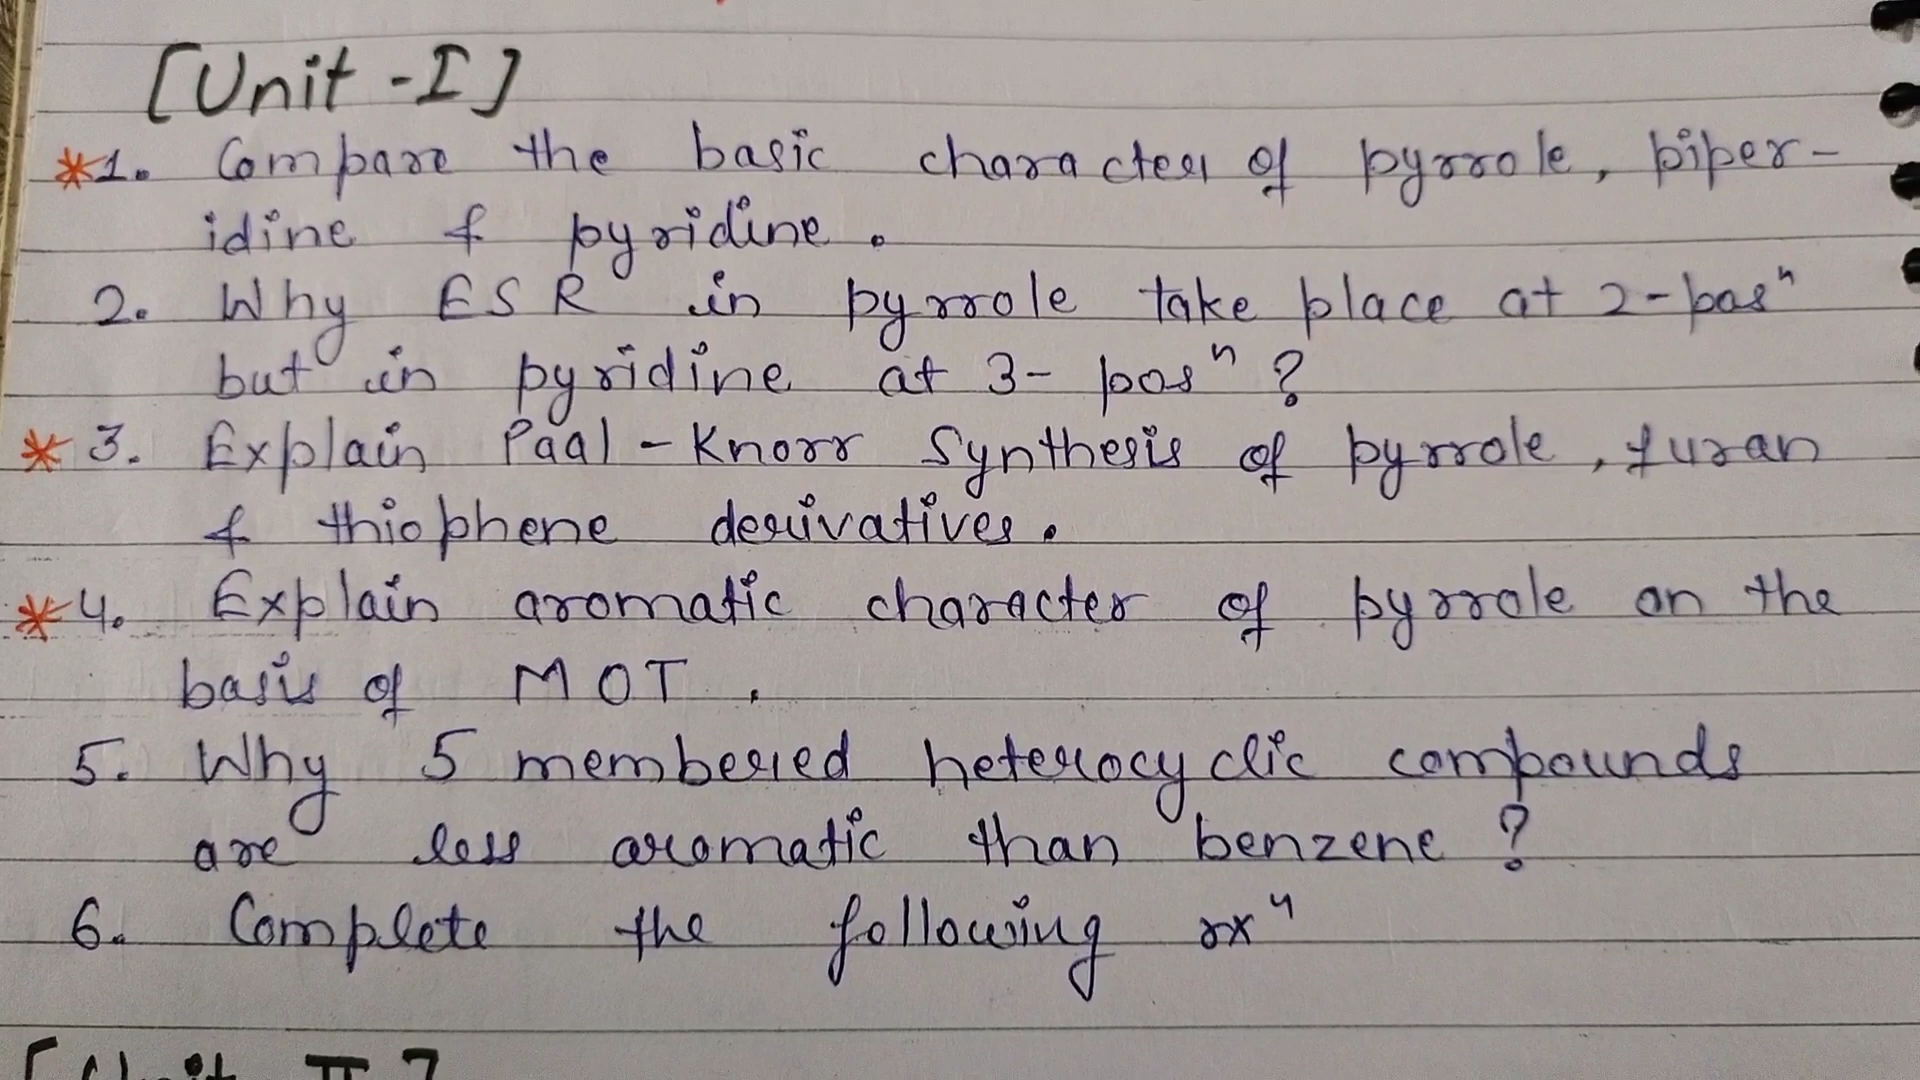 [Unit - I]
*1. Compare the basic character of pyrrole, piper-
idine & pyridine.
2. Why ESR in pyrrole take place at 2-posⁿ
but in pyridine at 3-posⁿ ?
*3. Explain Paal-Knorr Synthesis of pyrrole, furan
& thiophene derivatives.
*4. Explain aromatic character of pyrrole on the
basis of MOT.
5. Why 5 membered heterocyclic compounds
are less aromatic than benzene ?
6. Complete the following rxⁿ
[Unit - II]